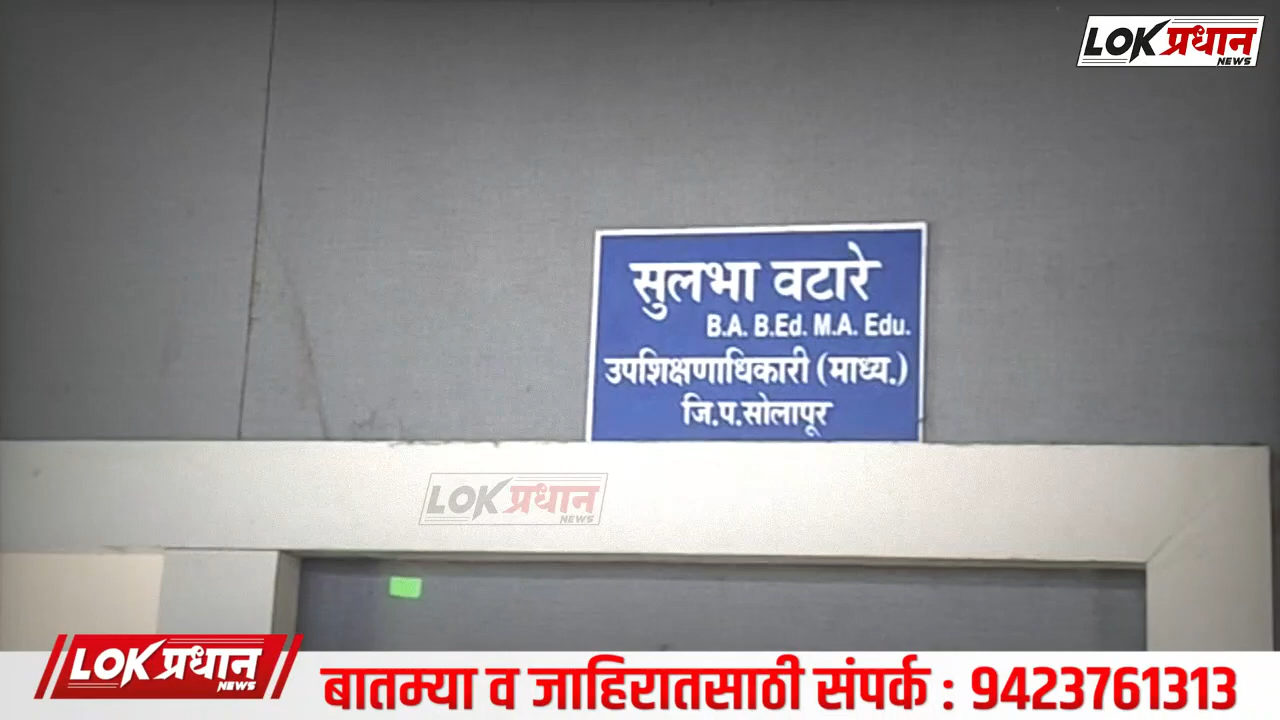 LOK प्रधान
NEWS
सुलभा वटारे
B.A. B.Ed. M.A. Edu.
उपशिक्षणाधिकारी (माध्य.)
जि.प.सोलापूर
LOK प्रधान
NEWS
LOK प्रधान
NEWS
बातम्या व जाहिरातसाठी संपर्क : 9423761313